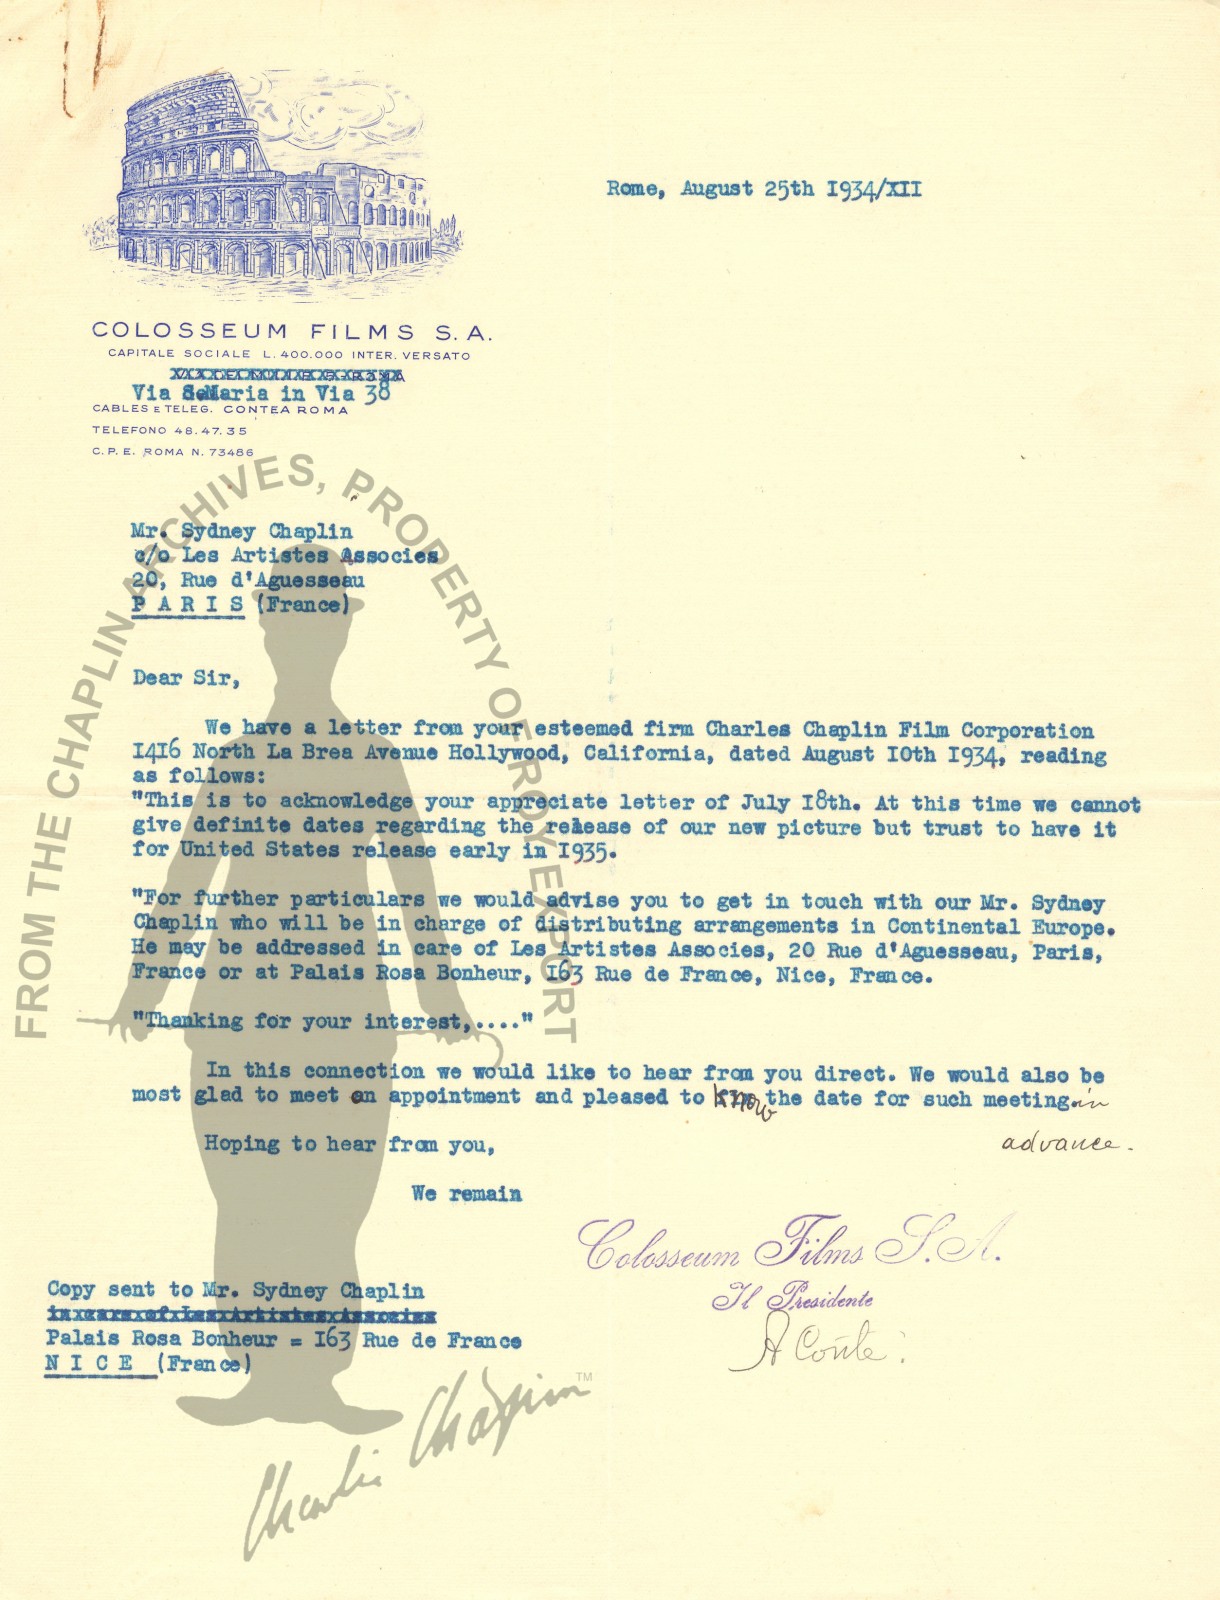 Rome, August 25th 1934/XII
COLOSSEUM FILMS S.A.
CAPITALE SOCIALE L. 400.000 INTER. VERSATO
Via S.Maria in Via 38
CABLES E TELEG. CONTEA ROMA
TELEFONO 48.47.35
C.P.E. ROMA N. 73486
FROM THE CHAPLIN ARCHIVES, PROPERTY OF ROY EXPORT
Mr. Sydney Chaplin
c/o Les Artistes Associes
20, Rue d'Aguesseau
PARIS (France)
Dear Sir,
We have a letter from your esteemed firm Charles Chaplin Film Corporation
1416 North La Brea Avenue Hollywood, California, dated August 10th 1934, reading
as follows:
"This is to acknowledge your appreciate letter of July 18th. At this time we cannot
give definite dates regarding the release of our new picture but trust to have it
for United States release early in 1935.
"For further particulars we would advise you to get in touch with our Mr. Sydney
Chaplin who will be in charge of distributing arrangements in Continental Europe.
He may be addressed in care of Les Artistes Associes, 20 Rue d'Aguesseau, Paris,
France or at Palais Rosa Bonheur, 163 Rue de France, Nice, France.
"Thanking for your interest,...."
In this connection we would like to hear from you direct. We would also be
most glad to meet an appointment and pleased to know the date for such meeting in
advance.
Hoping to hear from you,
We remain
Colosseum Films S.A.
Il Presidente
A Conte
Copy sent to Mr. Sydney Chaplin
in care of Les Artistes Associes
Palais Rosa Bonheur = 163 Rue de France
NICE (France)
Charlie Chaplin TM